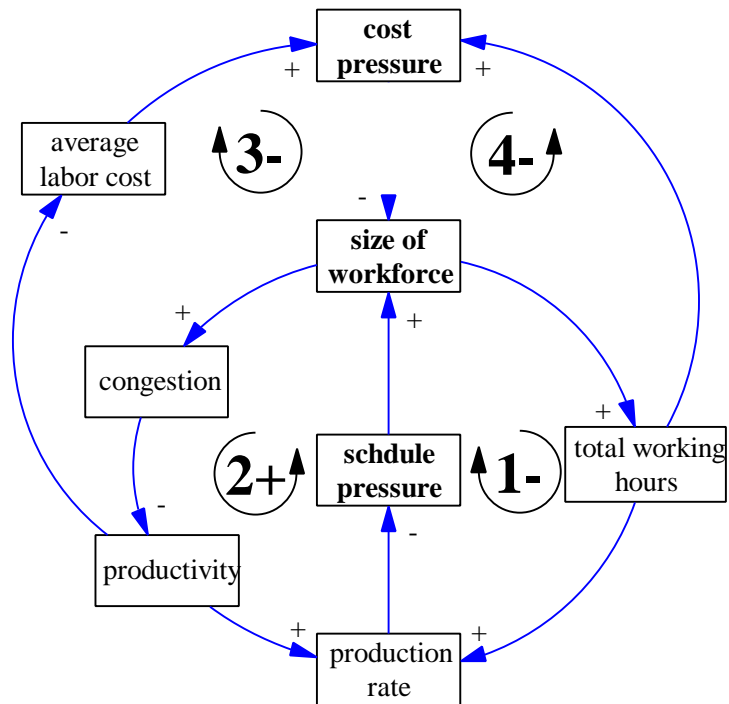 cost
pressure
+
+
average
labor cost
3-
4-
-
-
size of
workforce
+
+
congestion
+
2+
schdule
pressure
1-
total working
hours
-
-
productivity
+
+
production
rate